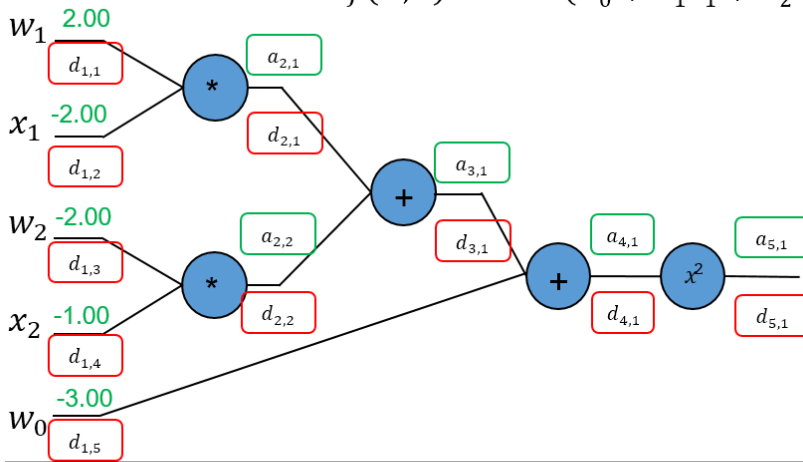 w₁ 2.00
d₁,₁
*
a₂,₁
x₁ -2.00
d₁,₂
d₂,₁
+
a₃,₁
w₂ -2.00
d₁,₃
*
a₂,₂
d₃,₁
+
a₄,₁
x²
a₅,₁
x₂ -1.00
d₁,₄
d₂,₂
d₄,₁
d₅,₁
w₀ -3.00
d₁,₅